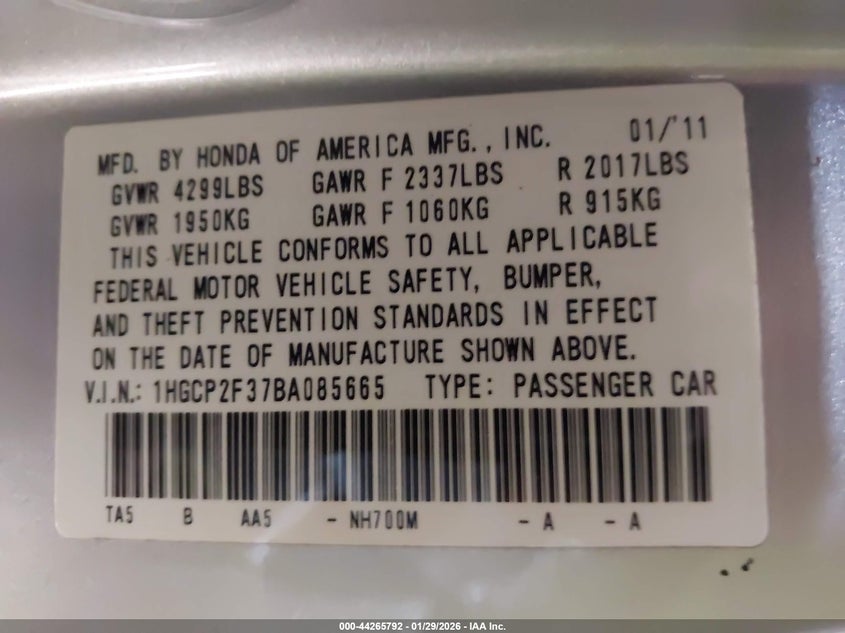 MFD. BY HONDA OF AMERICA MFG., INC. 01/'11
GVWR 4299LBS GAWR F 2337LBS R 2017LBS
GVWR 1950KG GAWR F 1060KG R 915KG
THIS VEHICLE CONFORMS TO ALL APPLICABLE
FEDERAL MOTOR VEHICLE SAFETY, BUMPER,
AND THEFT PREVENTION STANDARDS IN EFFECT
ON THE DATE OF MANUFACTURE SHOWN ABOVE.
V.I.N.: 1HGCP2F37BA085665 TYPE: PASSENGER CAR
TA5 B AA5 - NH700M - A - A
000-44265792 - 01/29/2026 - IAA Inc.